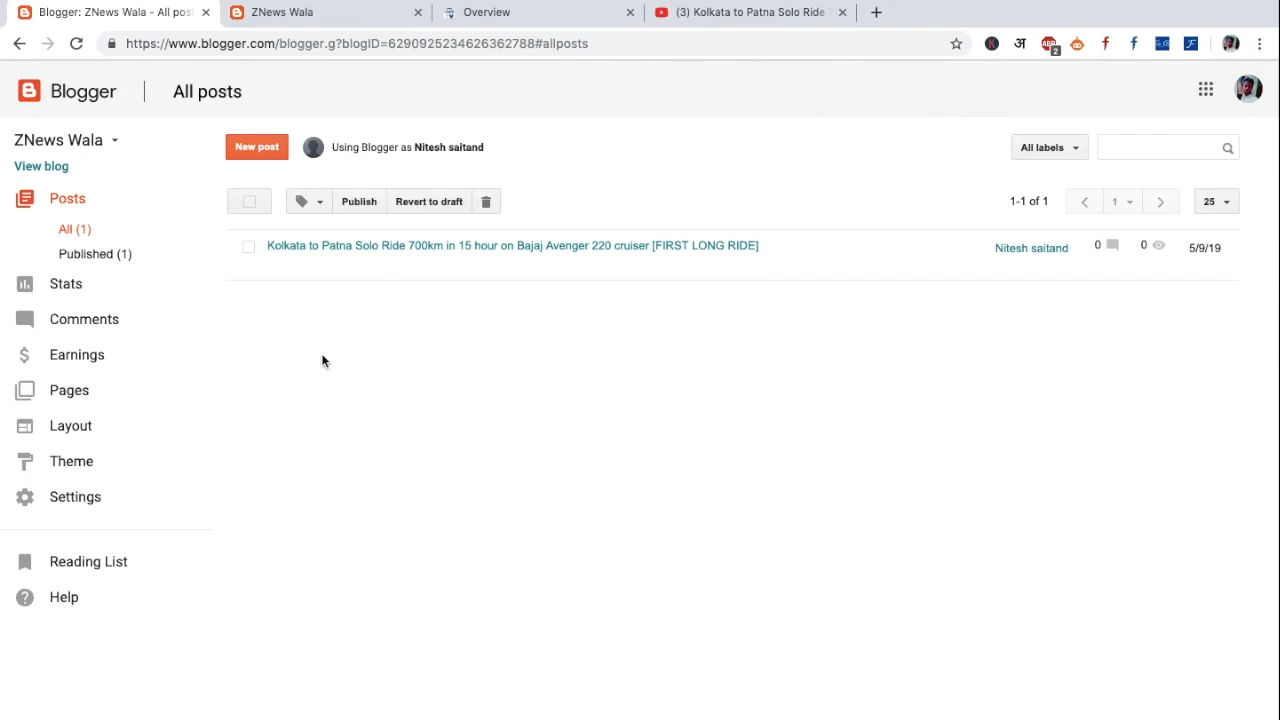 Blogger: ZNews Wala - All pos
ZNews Wala
Overview
(3) Kolkata to Patna Solo Ride
https://www.blogger.com/blogger.g?blogID=6290925234626362788#allposts
अ
ABP
2
Blogger
All posts
ZNews Wala
View blog
New post
Using Blogger as Nitesh saitand
All labels
Posts
All (1)
Published (1)
Publish
Revert to draft
1-1 of 1
1
25
Kolkata to Patna Solo Ride 700km in 15 hour on Bajaj Avenger 220 cruiser [FIRST LONG RIDE]
Nitesh saitand
0
0
5/9/19
Stats
Comments
Earnings
Pages
Layout
Theme
Settings
Reading List
Help